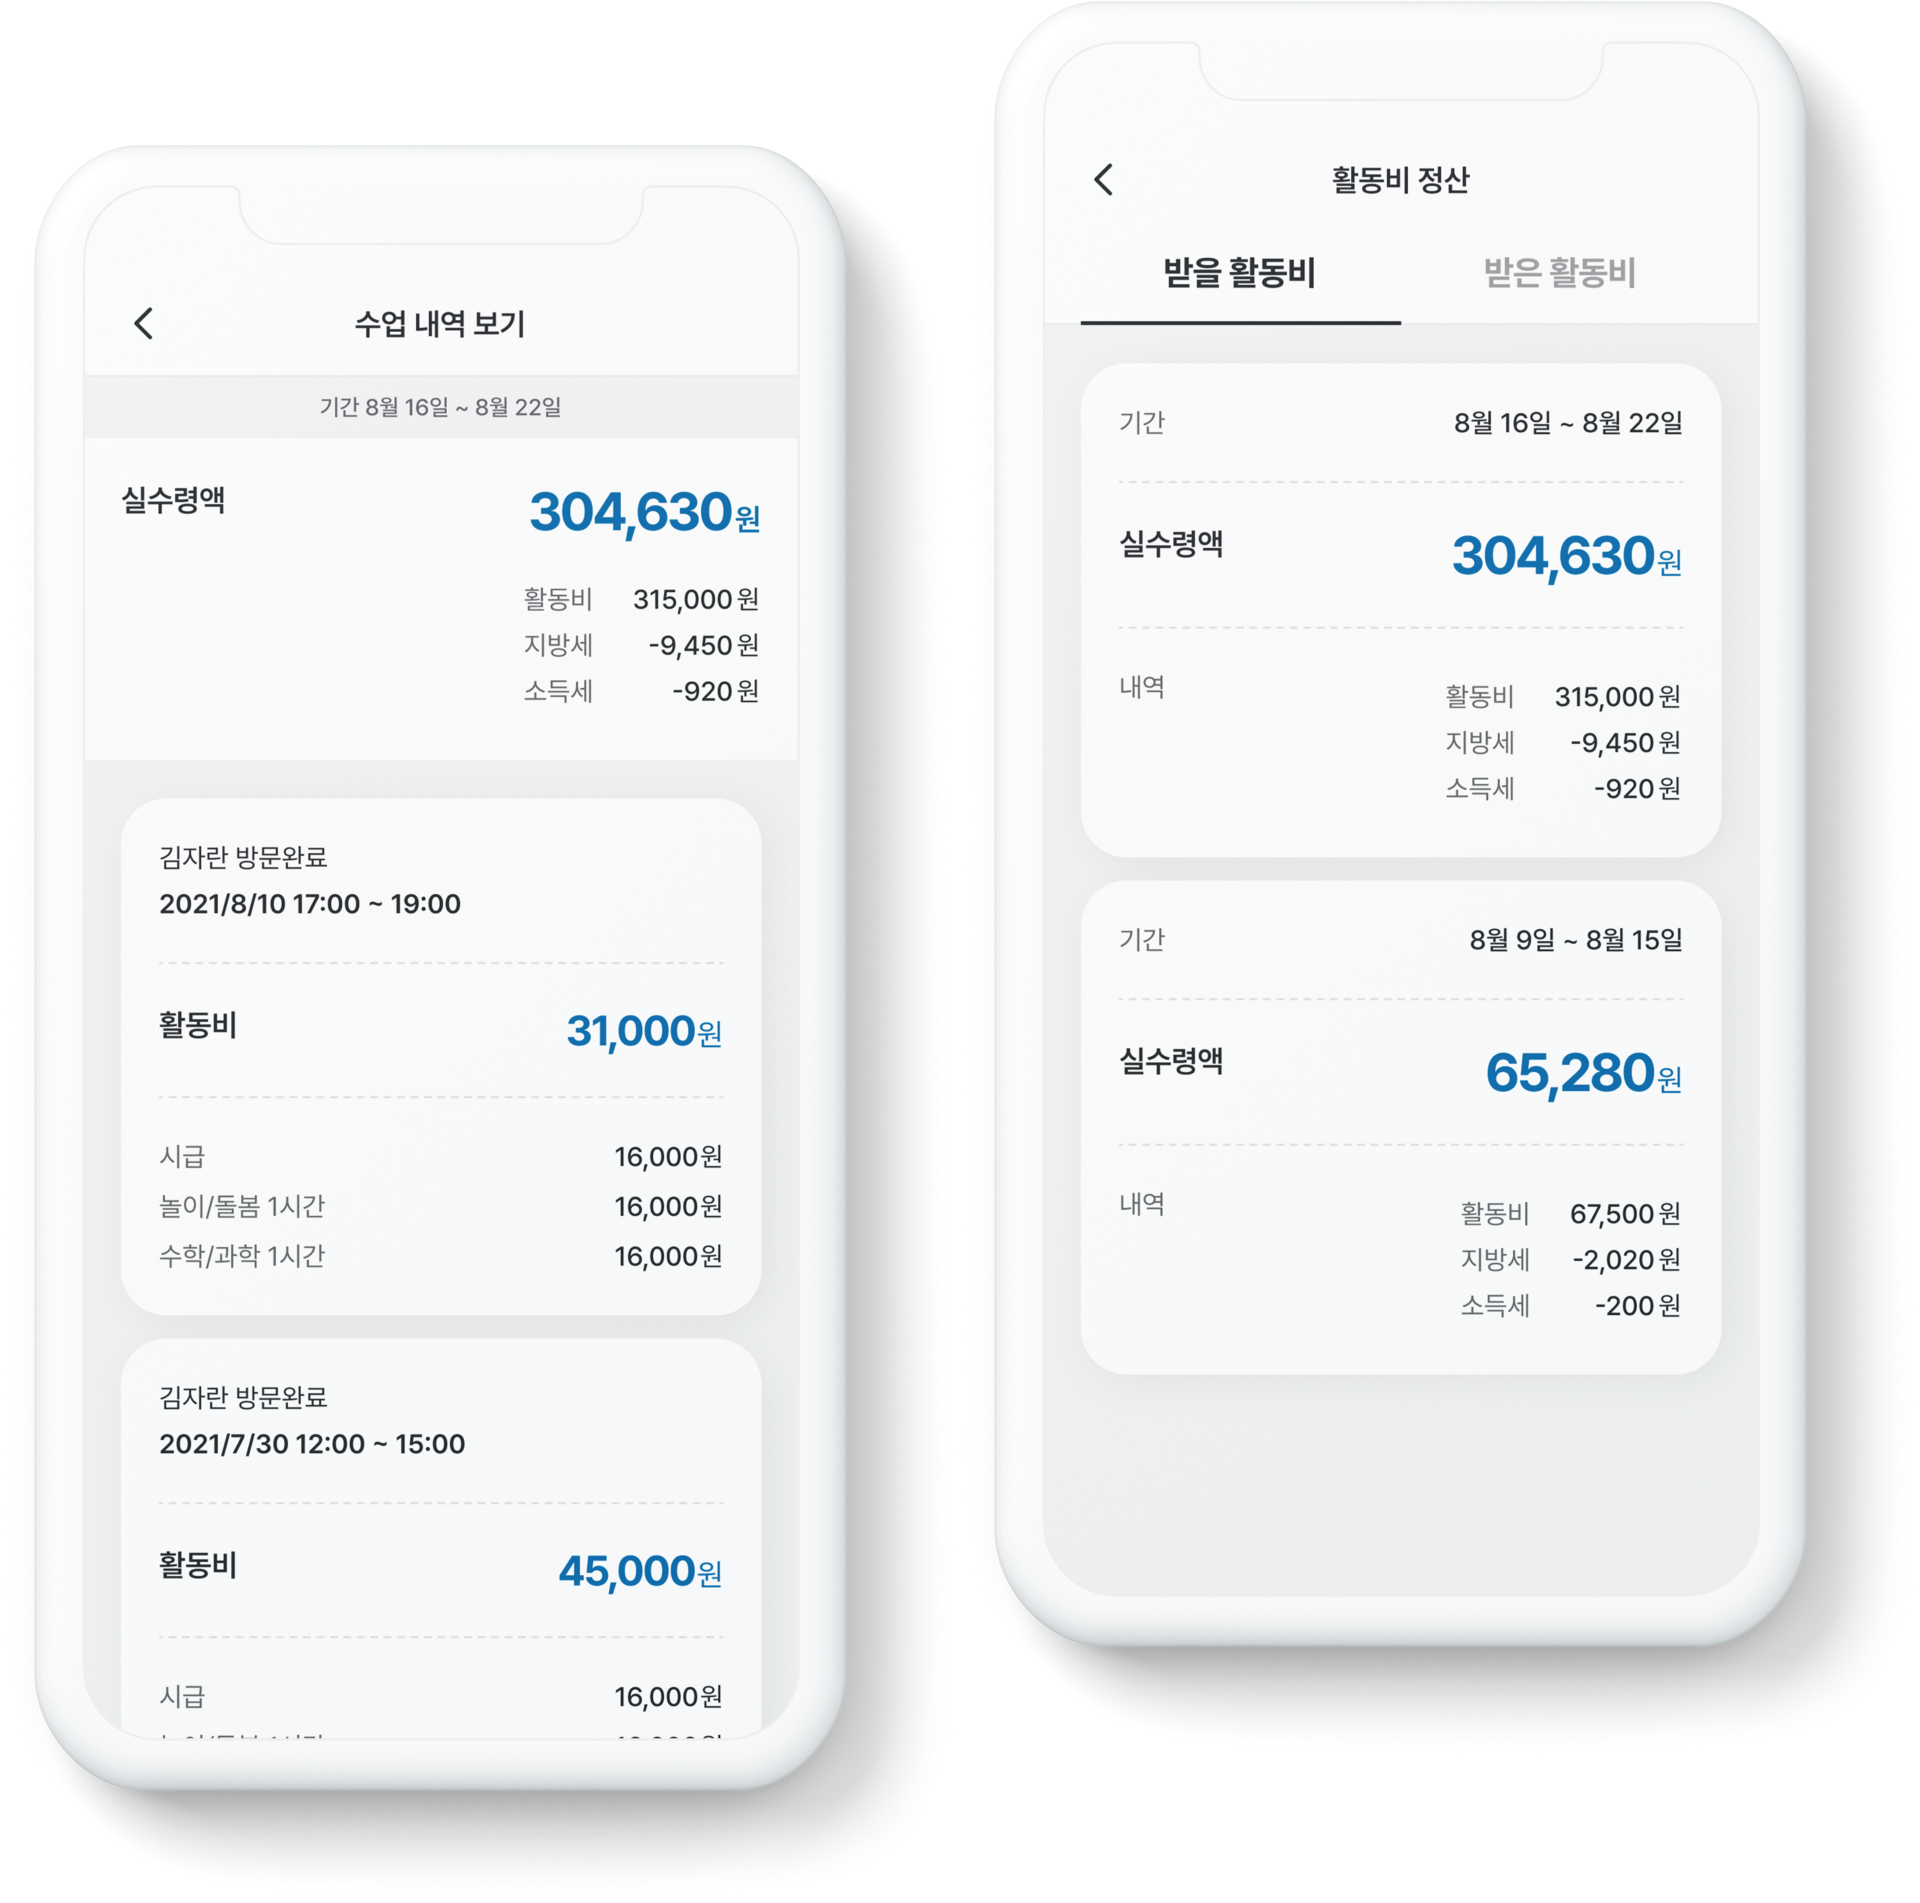 수업 내역 보기
기간 8월 16일 ~ 8월 22일
실수령액 304,630원
활동비 315,000원
지방세 -9,450원
소득세 -920원
김자란 방문완료
2021/8/10 17:00 ~ 19:00
활동비 31,000원
시급 16,000원
놀이/돌봄 1시간 16,000원
수학/과학 1시간 16,000원
김자란 방문완료
2021/7/30 12:00 ~ 15:00
활동비 45,000원
시급 16,000원
활동비 정산
받을 활동비 받은 활동비
기간 8월 16일 ~ 8월 22일
실수령액 304,630원
내역 활동비 315,000원
지방세 -9,450원
소득세 -920원
기간 8월 9일 ~ 8월 15일
실수령액 65,280원
내역 활동비 67,500원
지방세 -2,020원
소득세 -200원